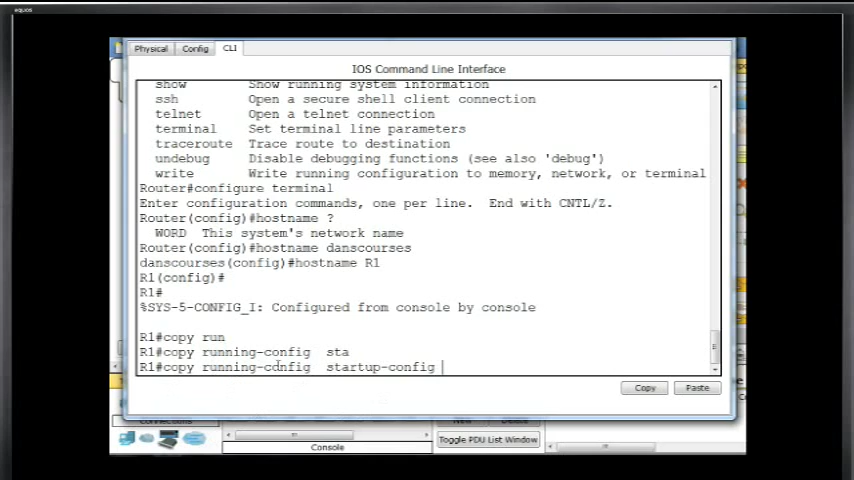 equos
Physical Config CLI
IOS Command Line Interface
show Show running system information
ssh Open a secure shell client connection
telnet Open a telnet connection
terminal Set terminal line parameters
traceroute Trace route to destination
undebug Disable debugging functions (see also 'debug')
write Write running configuration to memory, network, or terminal
Router#configure terminal
Enter configuration commands, one per line.  End with CNTL/Z.
Router(config)#hostname ?
WORD  This system's network name
Router(config)#hostname danscourses
danscourses(config)#hostname R1
R1(config)#
R1#
%SYS-5-CONFIG_I: Configured from console by console
R1#copy run
R1#copy running-config  sta
R1#copy running-config  startup-config
Copy Paste
Connections
New Delete
Toggle PDU List Window
Console